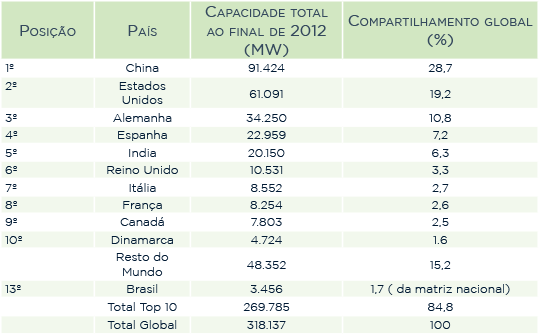 Posição País Capacidade total ao final de 2012 (MW) Compartilhamento global (%)
1º China 91.424 28,7
2º Estados Unidos 61.091 19,2
3º Alemanha 34.250 10,8
4º Espanha 22.959 7,2
5º India 20.150 6,3
6º Reino Unido 10.531 3,3
7º Itália 8.552 2,7
8º França 8.254 2,6
9º Canadá 7.803 2,5
10º Dinamarca 4.724 1.6
Resto do Mundo 48.352 15,2
13º Brasil 3.456 1,7 ( da matriz nacional)
Total Top 10 269.785 84,8
Total Global 318.137 100